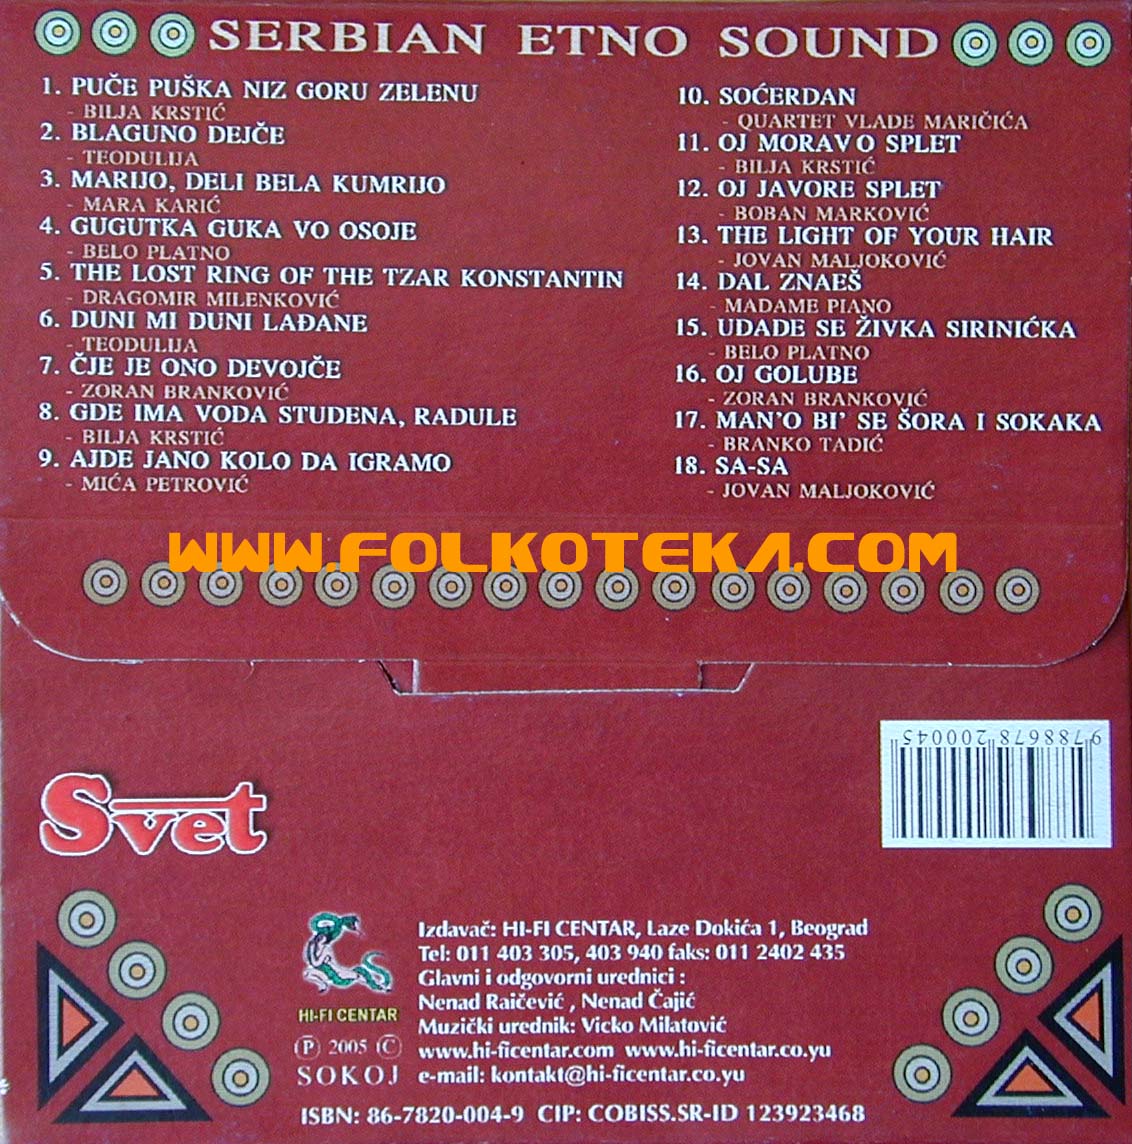 SERBIAN ETNO SOUND
1. PUČE PUŠKA NIZ GORU ZELENU
- BILJA KRSTIĆ
2. BLAGUNO DEJČE
- TEODULIJA
3. MARIJO, DELI BELA KUMRIJO
- MARA KARIĆ
4. GUGUTKA GUKA VO OSOJE
- BELO PLATNO
5. THE LOST RING OF THE TZAR KONSTANTIN
- DRAGOMIR MILENKOVIĆ
6. DUNI MI DUNI LAĐANE
- TEODULIJA
7. ČJE JE ONO DEVOJČE
- ZORAN BRANKOVIĆ
8. GDE IMA VODA STUDENA, RADULE
- BILJA KRSTIĆ
9. AJDE JANO KOLO DA IGRAMO
- MIĆA PETROVIĆ
10. SOĆERDAN
- QUARTET VLADE MARIČIĆA
11. OJ MORAVO SPLET
- BILJA KRSTIĆ
12. OJ JAVORE SPLET
- BOBAN MARKOVIĆ
13. THE LIGHT OF YOUR HAIR
- JOVAN MALJOKOVIĆ
14. DAL ZNAEŠ
- MADAME PIANO
15. UDADE SE ŽIVKA SIRINIĆKA
- BELO PLATNO
16. OJ GOLUBE
- ZORAN BRANKOVIĆ
17. MAN'O BI' SE ŠORA I SOKAKA
- BRANKO TADIĆ
18. SA-SA
- JOVAN MALJOKOVIĆ
WWW.FOLKOTEKA.COM
9 788678 200045
Svet
HI-FI CENTAR
P 2005 C
SOKOJ
Izdavač: HI-FI CENTAR, Laze Dokića 1, Beograd
Tel: 011 403 305, 403 940 faks: 011 2402 435
Glavni i odgovorni urednici :
Nenad Raičević , Nenad Čajić
Muzički urednik: Vicko Milatović
www.hi-ficentar.com www.hi-ficentar.co.yu
e-mail: kontakt@hi-ficentar.co.yu
ISBN: 86-7820-004-9 CIP: COBISS.SR-ID 123923468